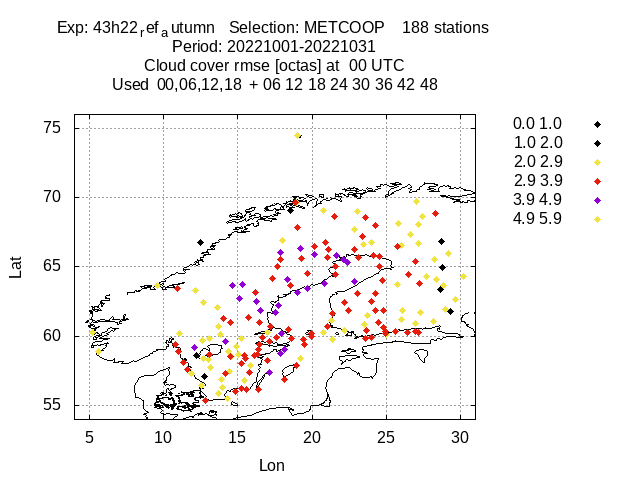 Exp: 43h22refautumn Selection: METCOOP 188 stations
Period: 20221001-20221031
Cloud cover rmse [octas] at 00 UTC
Used 00,06,12,18 + 06 12 18 24 30 36 42 48
75
70
65
60
55
Lat
5 10 15 20 25 30
Lon
0.0 1.0
1.0 2.0
2.0 2.9
2.9 3.9
3.9 4.9
4.9 5.9